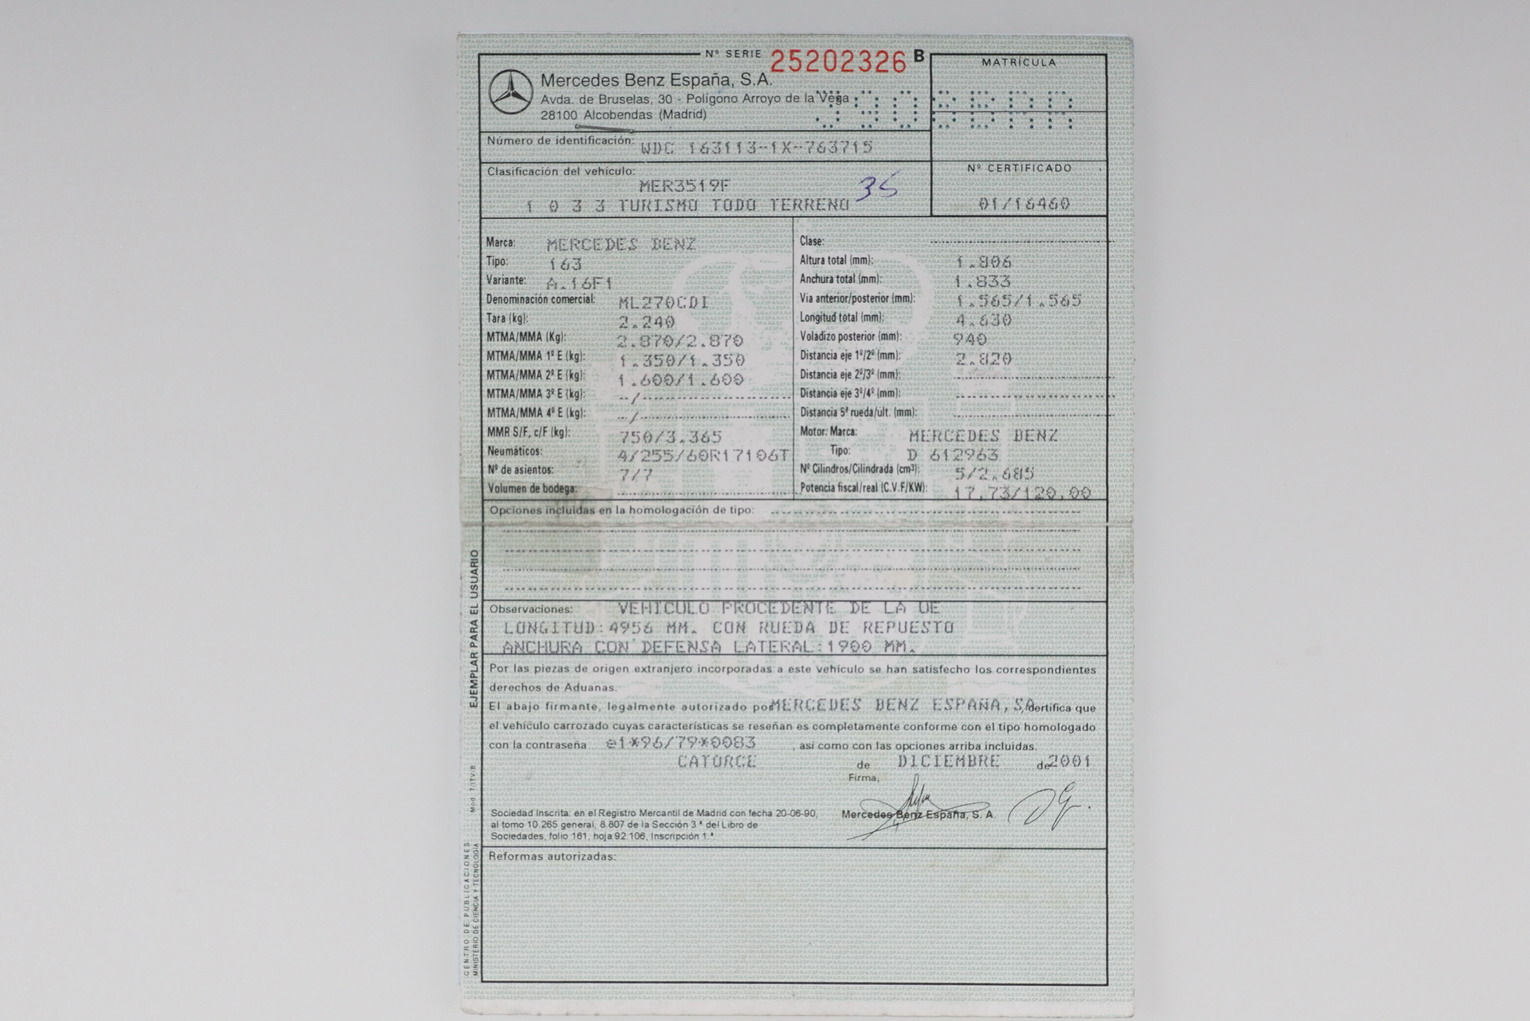 Nº SERIE 25202326 B
Mercedes Benz España, S.A.
Avda. de Bruselas, 30 - Polígono Arroyo de la Vega
28100 Alcobendas (Madrid)
MATRÍCULA
Número de identificación: WDC 163113-1X-763715
Clasificación del vehículo:
MER3519F
35
1 0 3 3 TURISMO TODO TERRENO
Nº CERTIFICADO
01/16460
Marca: MERCEDES BENZ
Tipo: 163
Variante: A.16F1
Denominación comercial: ML270CDI
Tara (kg): 2.240
MTMA/MMA (Kg): 2.870/2.870
MTMA/MMA 1º E (kg): 1.350/1.350
MTMA/MMA 2º E (kg): 1.600/1.600
MTMA/MMA 3º E (kg): --/--------
MTMA/MMA 4º E (kg): --/--------
MMR S/F, c/F (kg): 750/3.365
Neumáticos: 4/255/60R17106T
Nº de asientos: 7/7
Volumen de bodega:
Clase:
Altura total (mm): 1.806
Anchura total (mm): 1.833
Vía anterior/posterior (mm): 1.565/1.565
Longitud total (mm): 4.630
Voladizo posterior (mm): 940
Distancia eje 1º/2º (mm): 2.820
Distancia eje 2º/3º (mm):
Distancia eje 3º/4º (mm):
Distancia 5ª rueda/ult. (mm):
Motor: Marca: MERCEDES BENZ
Tipo: D 612963
Nº Cilindros/Cilindrada (cm³): 5/2.685
Potencia fiscal/real (C.V.F/KW): 17,73/120,00
Opciones incluidas en la homologación de tipo:
Observaciones: VEHICULO PROCEDENTE DE LA UE
LONGITUD:4956 MM. CON RUEDA DE REPUESTO
ANCHURA CON DEFENSA LATERAL:1900 MM.
Por las piezas de origen extranjero incorporadas a este vehículo se han satisfecho los correspondientes
derechos de Aduanas.
El abajo firmante, legalmente autorizado por MERCEDES BENZ ESPAÑA,SA, certifica que
el vehículo carrozado cuyas características se reseñan es completamente conforme con el tipo homologado
con la contraseña e1*96/79*0083 , así como con las opciones arriba incluidas.
CATORCE de DICIEMBRE de 2001
Firma,
Mercedes Benz España, S. A.
Sociedad Inscrita: en el Registro Mercantil de Madrid con fecha 20-06-90,
al tomo 10.265 general, 8.807 de la Sección 3ª del Libro de
Sociedades, folio 161, hoja 92.106, Inscripción 1.ª
Reformas autorizadas:
EJEMPLAR PARA EL USUARIO
CENTRO DE PUBLICACIONES
MINISTERIO DE CIENCIA Y TECNOLOGÍA